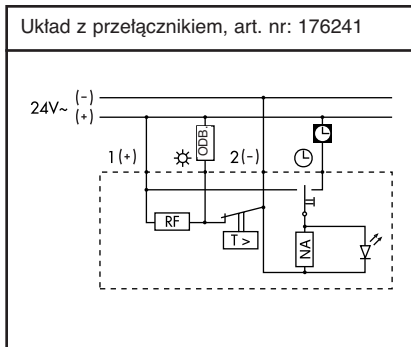 Układ z przełącznikiem, art. nr: 176241
(–)
24V~ (+)
1 (+)
ODB.
2 (–)
RF
T >
NA